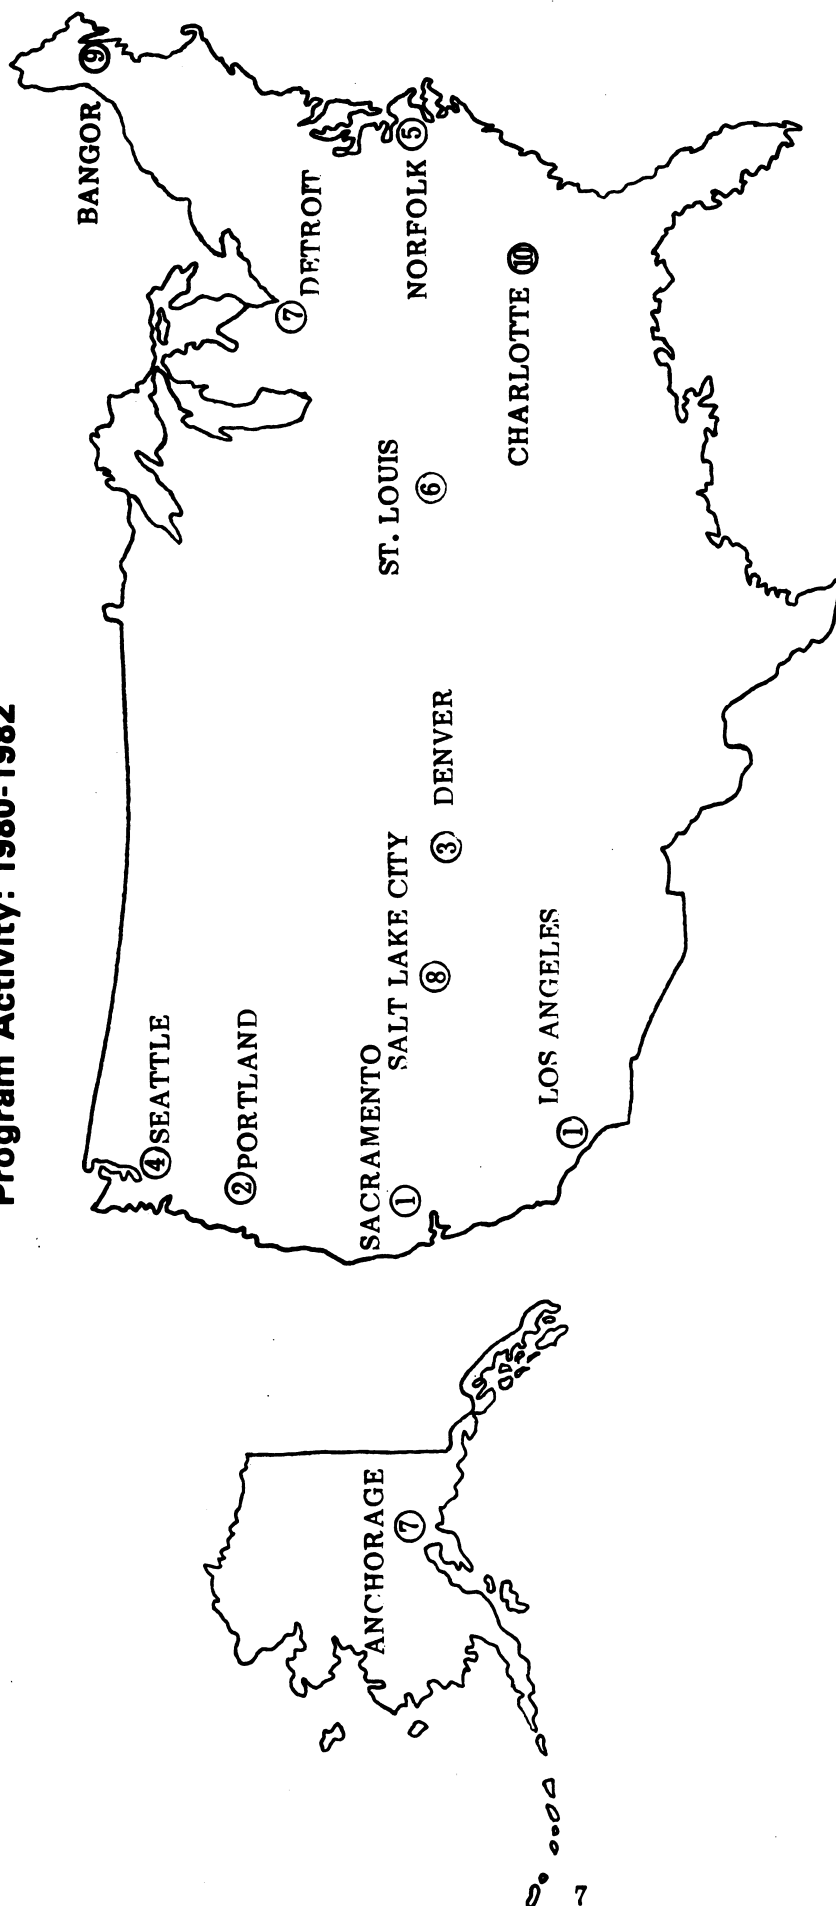 Program Activity: 1980-1982
BANGOR
9
SEATTLE
4
PORTLAND
2
DETROIT
7
NORFOLK
5
SACRAMENTO
1
SALT LAKE CITY
8
DENVER
3
ST. LOUIS
6
CHARLOTTE
10
LOS ANGELES
1
ANCHORAGE
7
7